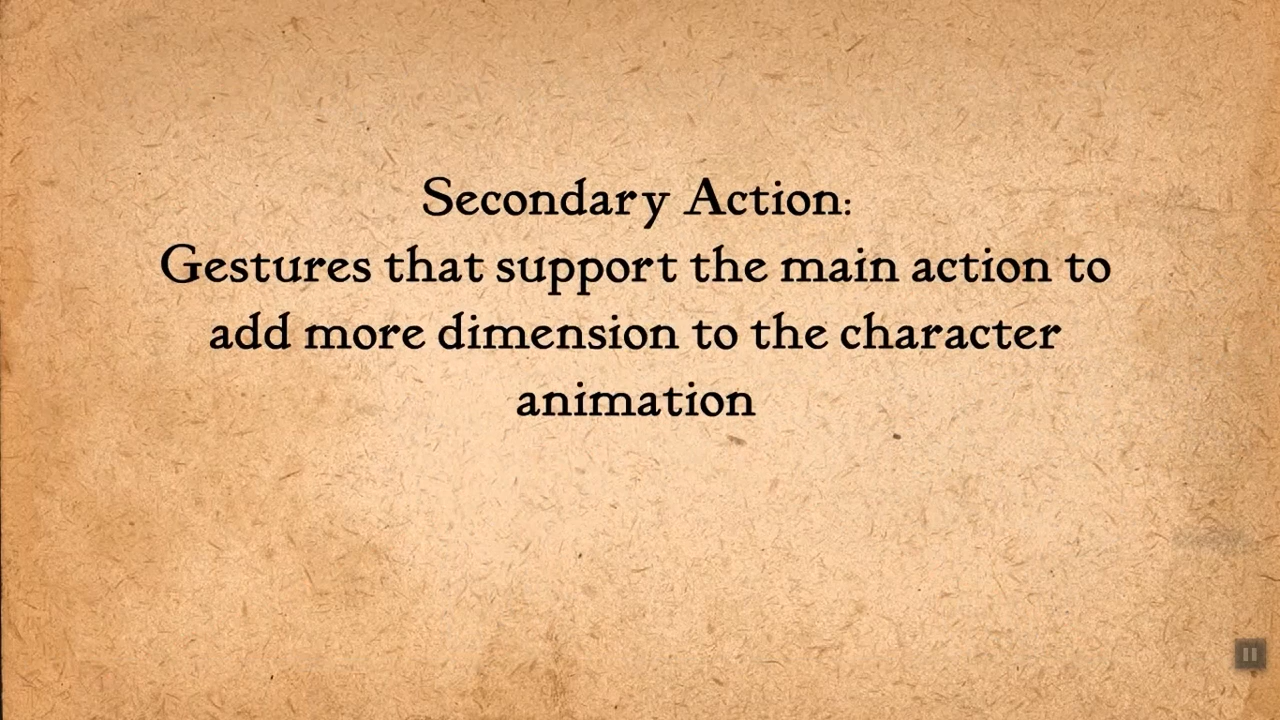 Secondary Action:
Gestures that support the main action to
add more dimension to the character
animation